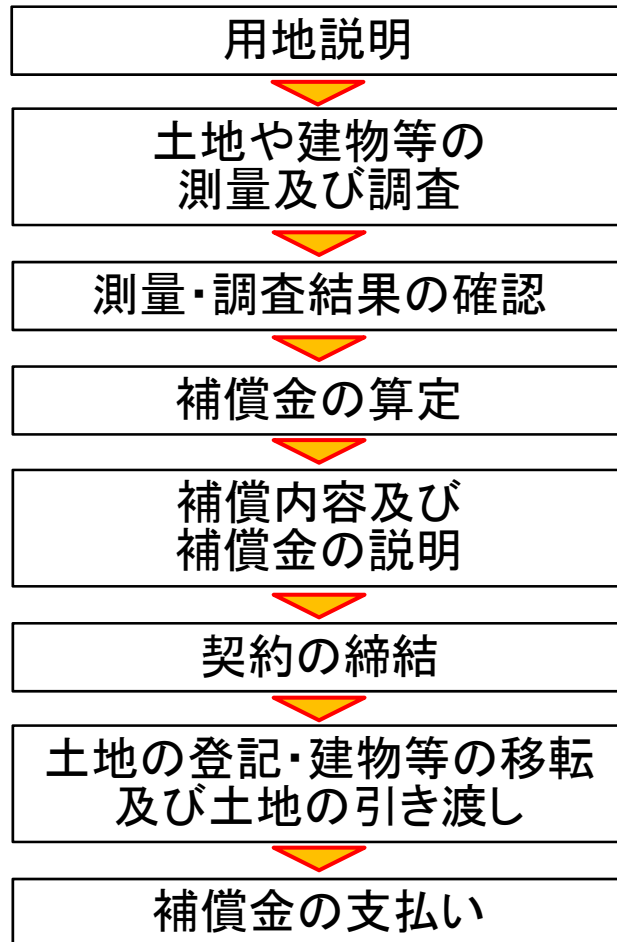 用地説明
土地や建物等の
測量及び調査
測量・調査結果の確認
補償金の算定
補償内容及び
補償金の説明
契約の締結
土地の登記・建物等の移転
及び土地の引き渡し
補償金の支払い